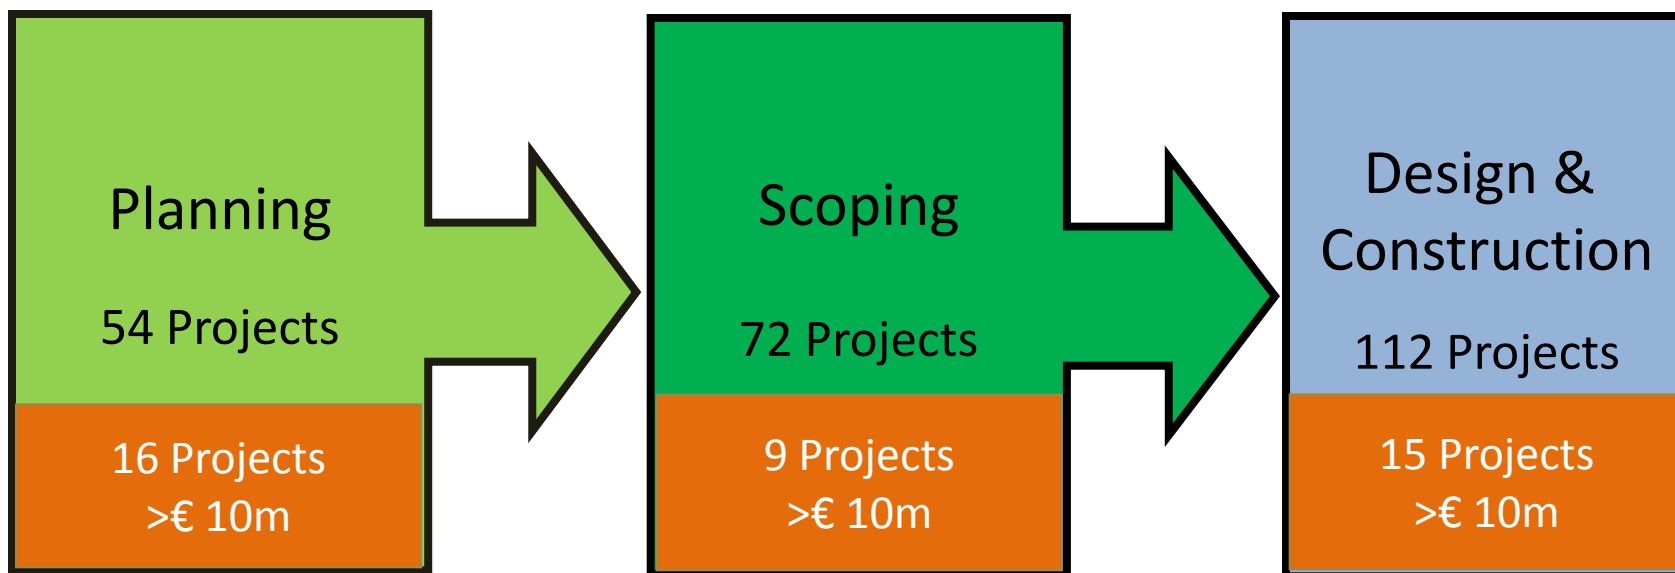 Planning
54 Projects
16 Projects
>€ 10m
Scoping
72 Projects
9 Projects
>€ 10m
Design &
Construction
112 Projects
15 Projects
>€ 10m